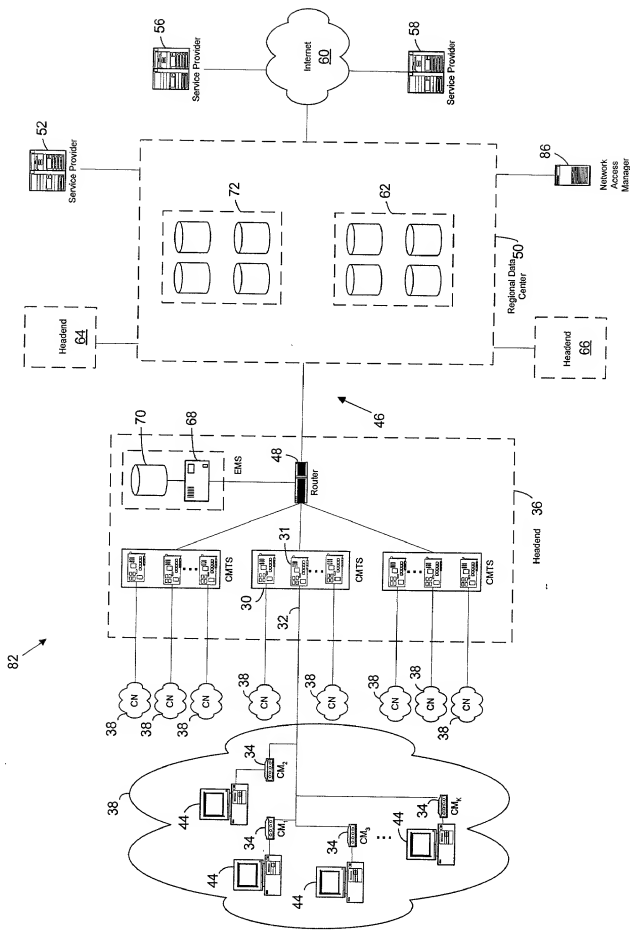 82
38
44
34
CM1
44
34
CM2
44
34
CM3
44
34
CMK
38
CN
38
CN
38
CN
38
CN
38
CN
38
CN
38
CN
38
CN
32
30
31
CMTS
CMTS
CMTS
70
68
EMS
48
Router
Headend
36
46
Headend
64
Headend
66
72
62
Regional Data
Center
50
52
Service Provider
56
Service Provider
Internet
60
58
Service Provider
86
Network
Access
Manager